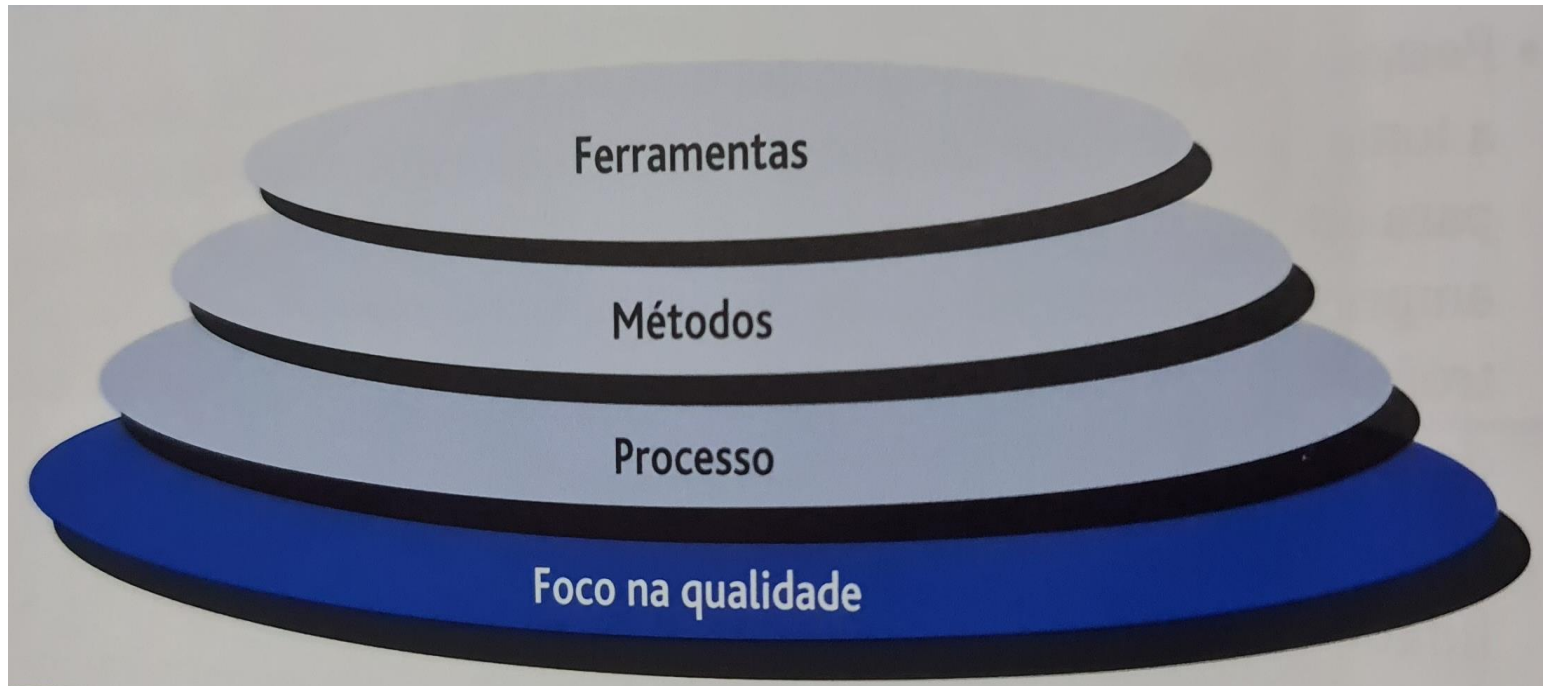 Ferramentas
Métodos
Processo
Foco na qualidade